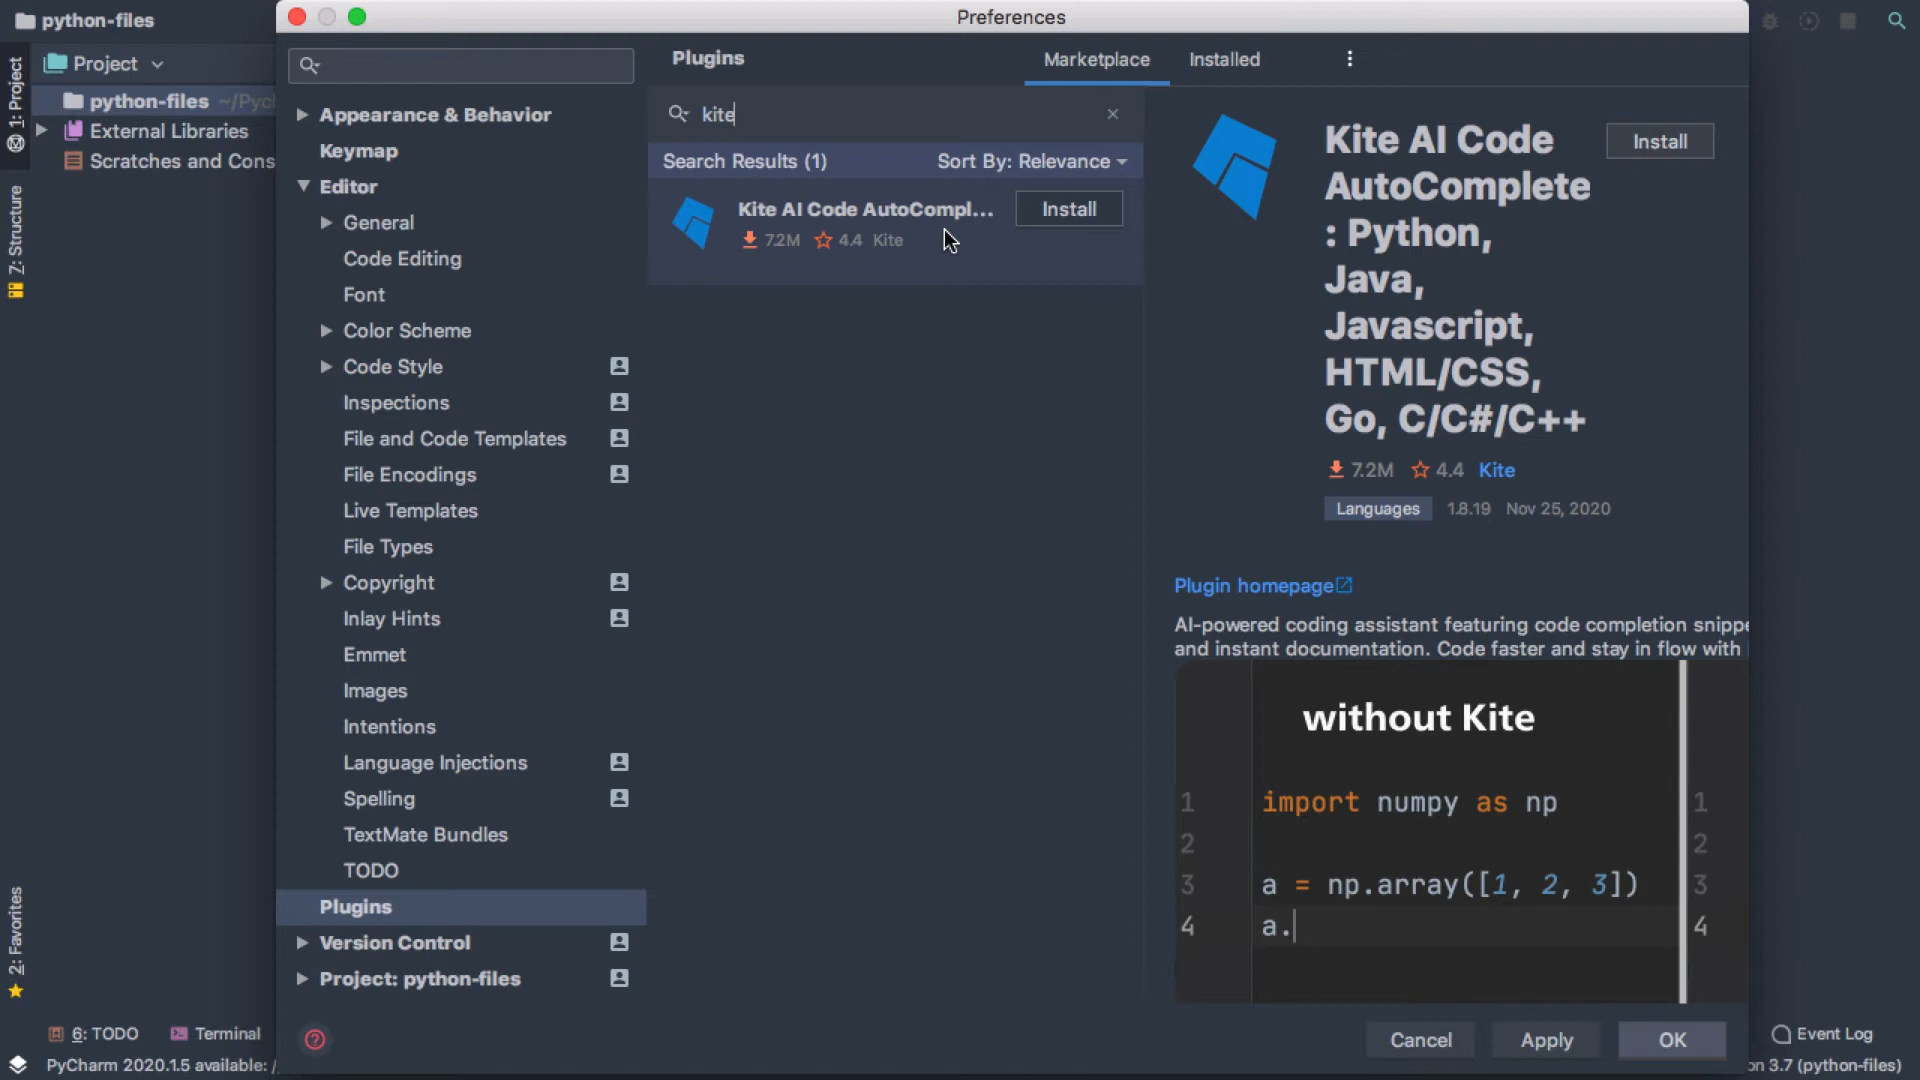 python-files
Preferences
Project
python-files ~/Pyc
External Libraries
Scratches and Cons
1: Project
Z: Structure
2: Favorites
Appearance & Behavior
Keymap
Editor
General
Code Editing
Font
Color Scheme
Code Style
Inspections
File and Code Templates
File Encodings
Live Templates
File Types
Copyright
Inlay Hints
Emmet
Images
Intentions
Language Injections
Spelling
TextMate Bundles
TODO
Plugins
Version Control
Project: python-files
Plugins
Marketplace
Installed
kite
Search Results (1)
Sort By: Relevance
Kite AI Code AutoCompl...
Install
7.2M 4.4 Kite
Kite AI Code
AutoComplete
: Python,
Java,
Javascript,
HTML/CSS,
Go, C/C#/C++
Install
7.2M 4.4 Kite
Languages 1.8.19 Nov 25, 2020
Plugin homepage
AI-powered coding assistant featuring code completion snippe
and instant documentation. Code faster and stay in flow with
without Kite
1 import numpy as np 1
2 2
3 a = np.array([1, 2, 3]) 3
4 a. 4
?
Cancel
Apply
OK
6: TODO
Terminal
Event Log
PyCharm 2020.1.5 available: /
on 3.7 (python-files)